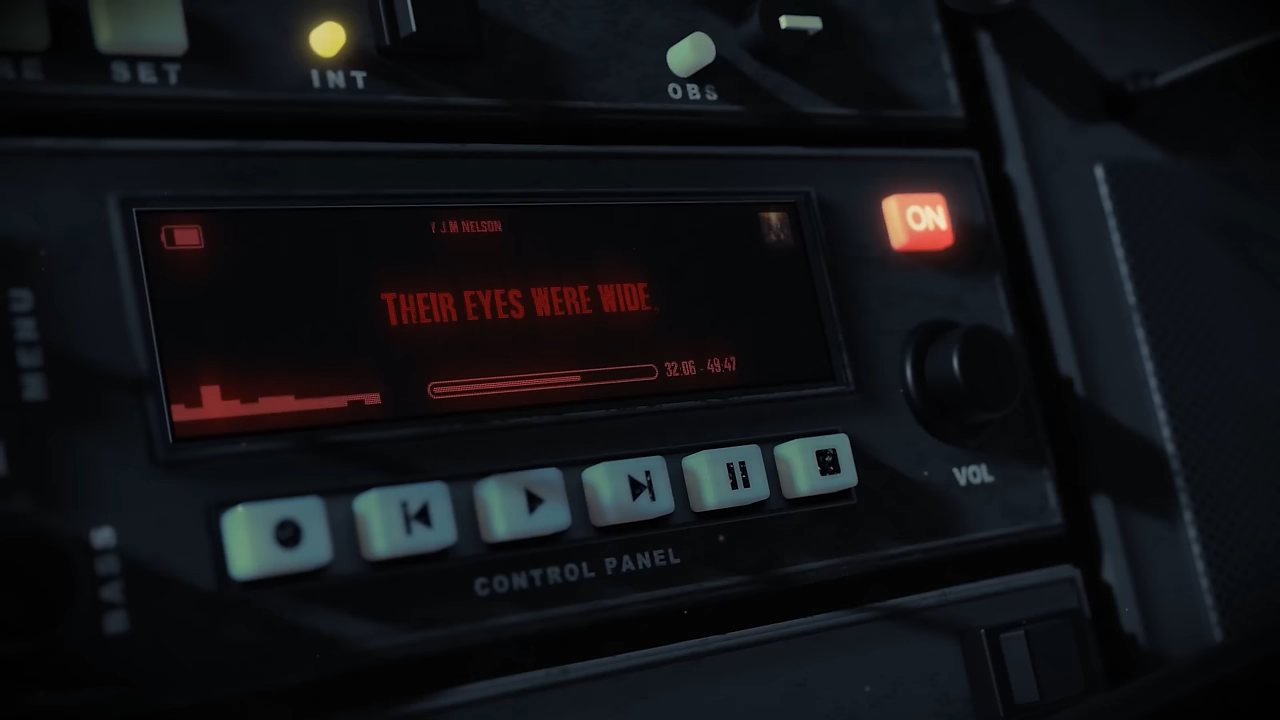 SET
INT
OBS
ON
Y J M NELSON
THEIR EYES WERE WIDE.
32:06 - 49:47
MENU
VOL
BASS
CONTROL PANEL